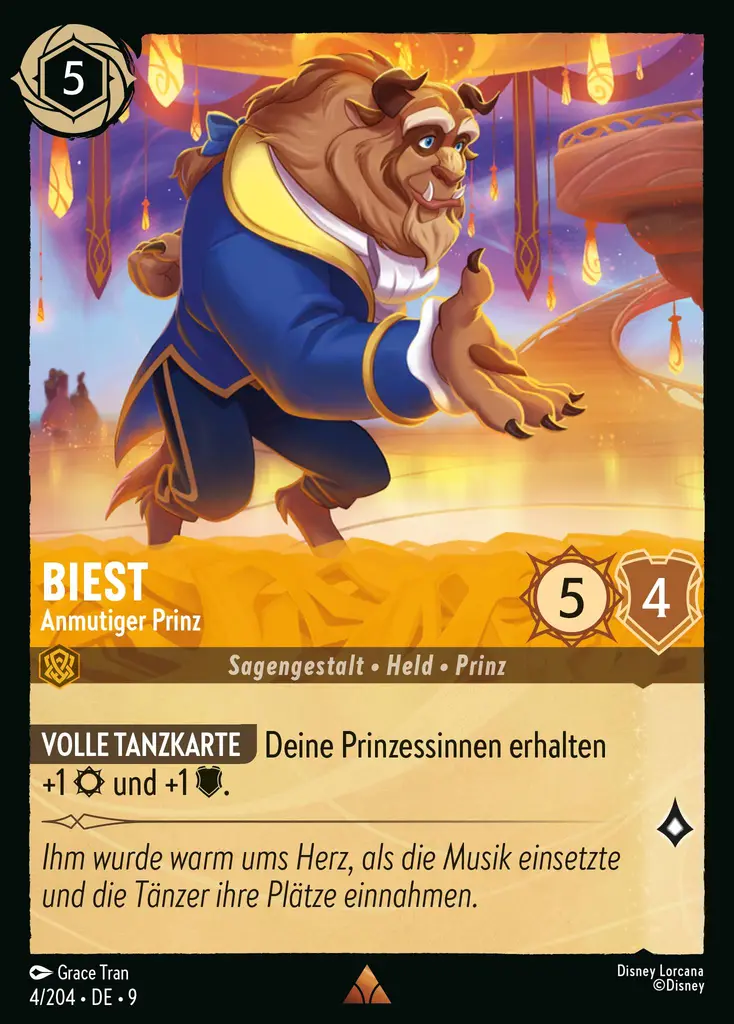 5
BIEST
Anmutiger Prinz
5
4
Sagengestalt • Held • Prinz
VOLLE TANZKARTE Deine Prinzessinnen erhalten
+1 und +1.
Ihm wurde warm ums Herz, als die Musik einsetzte
und die Tänzer ihre Plätze einnahmen.
Grace Tran
4/204 • DE • 9
Disney Lorcana
©Disney